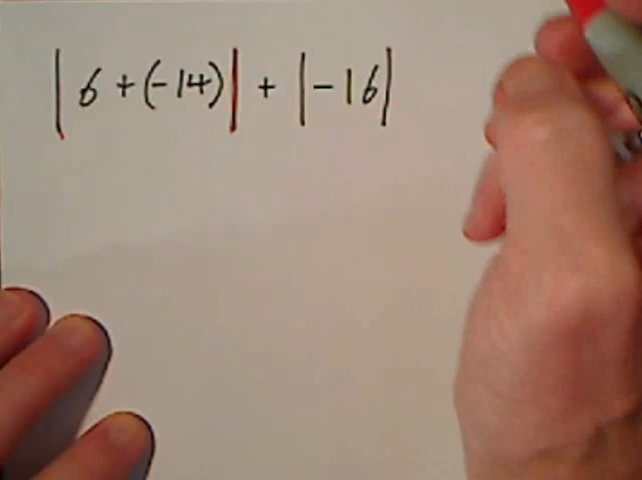 | 6 + (-14) | + | -16 |